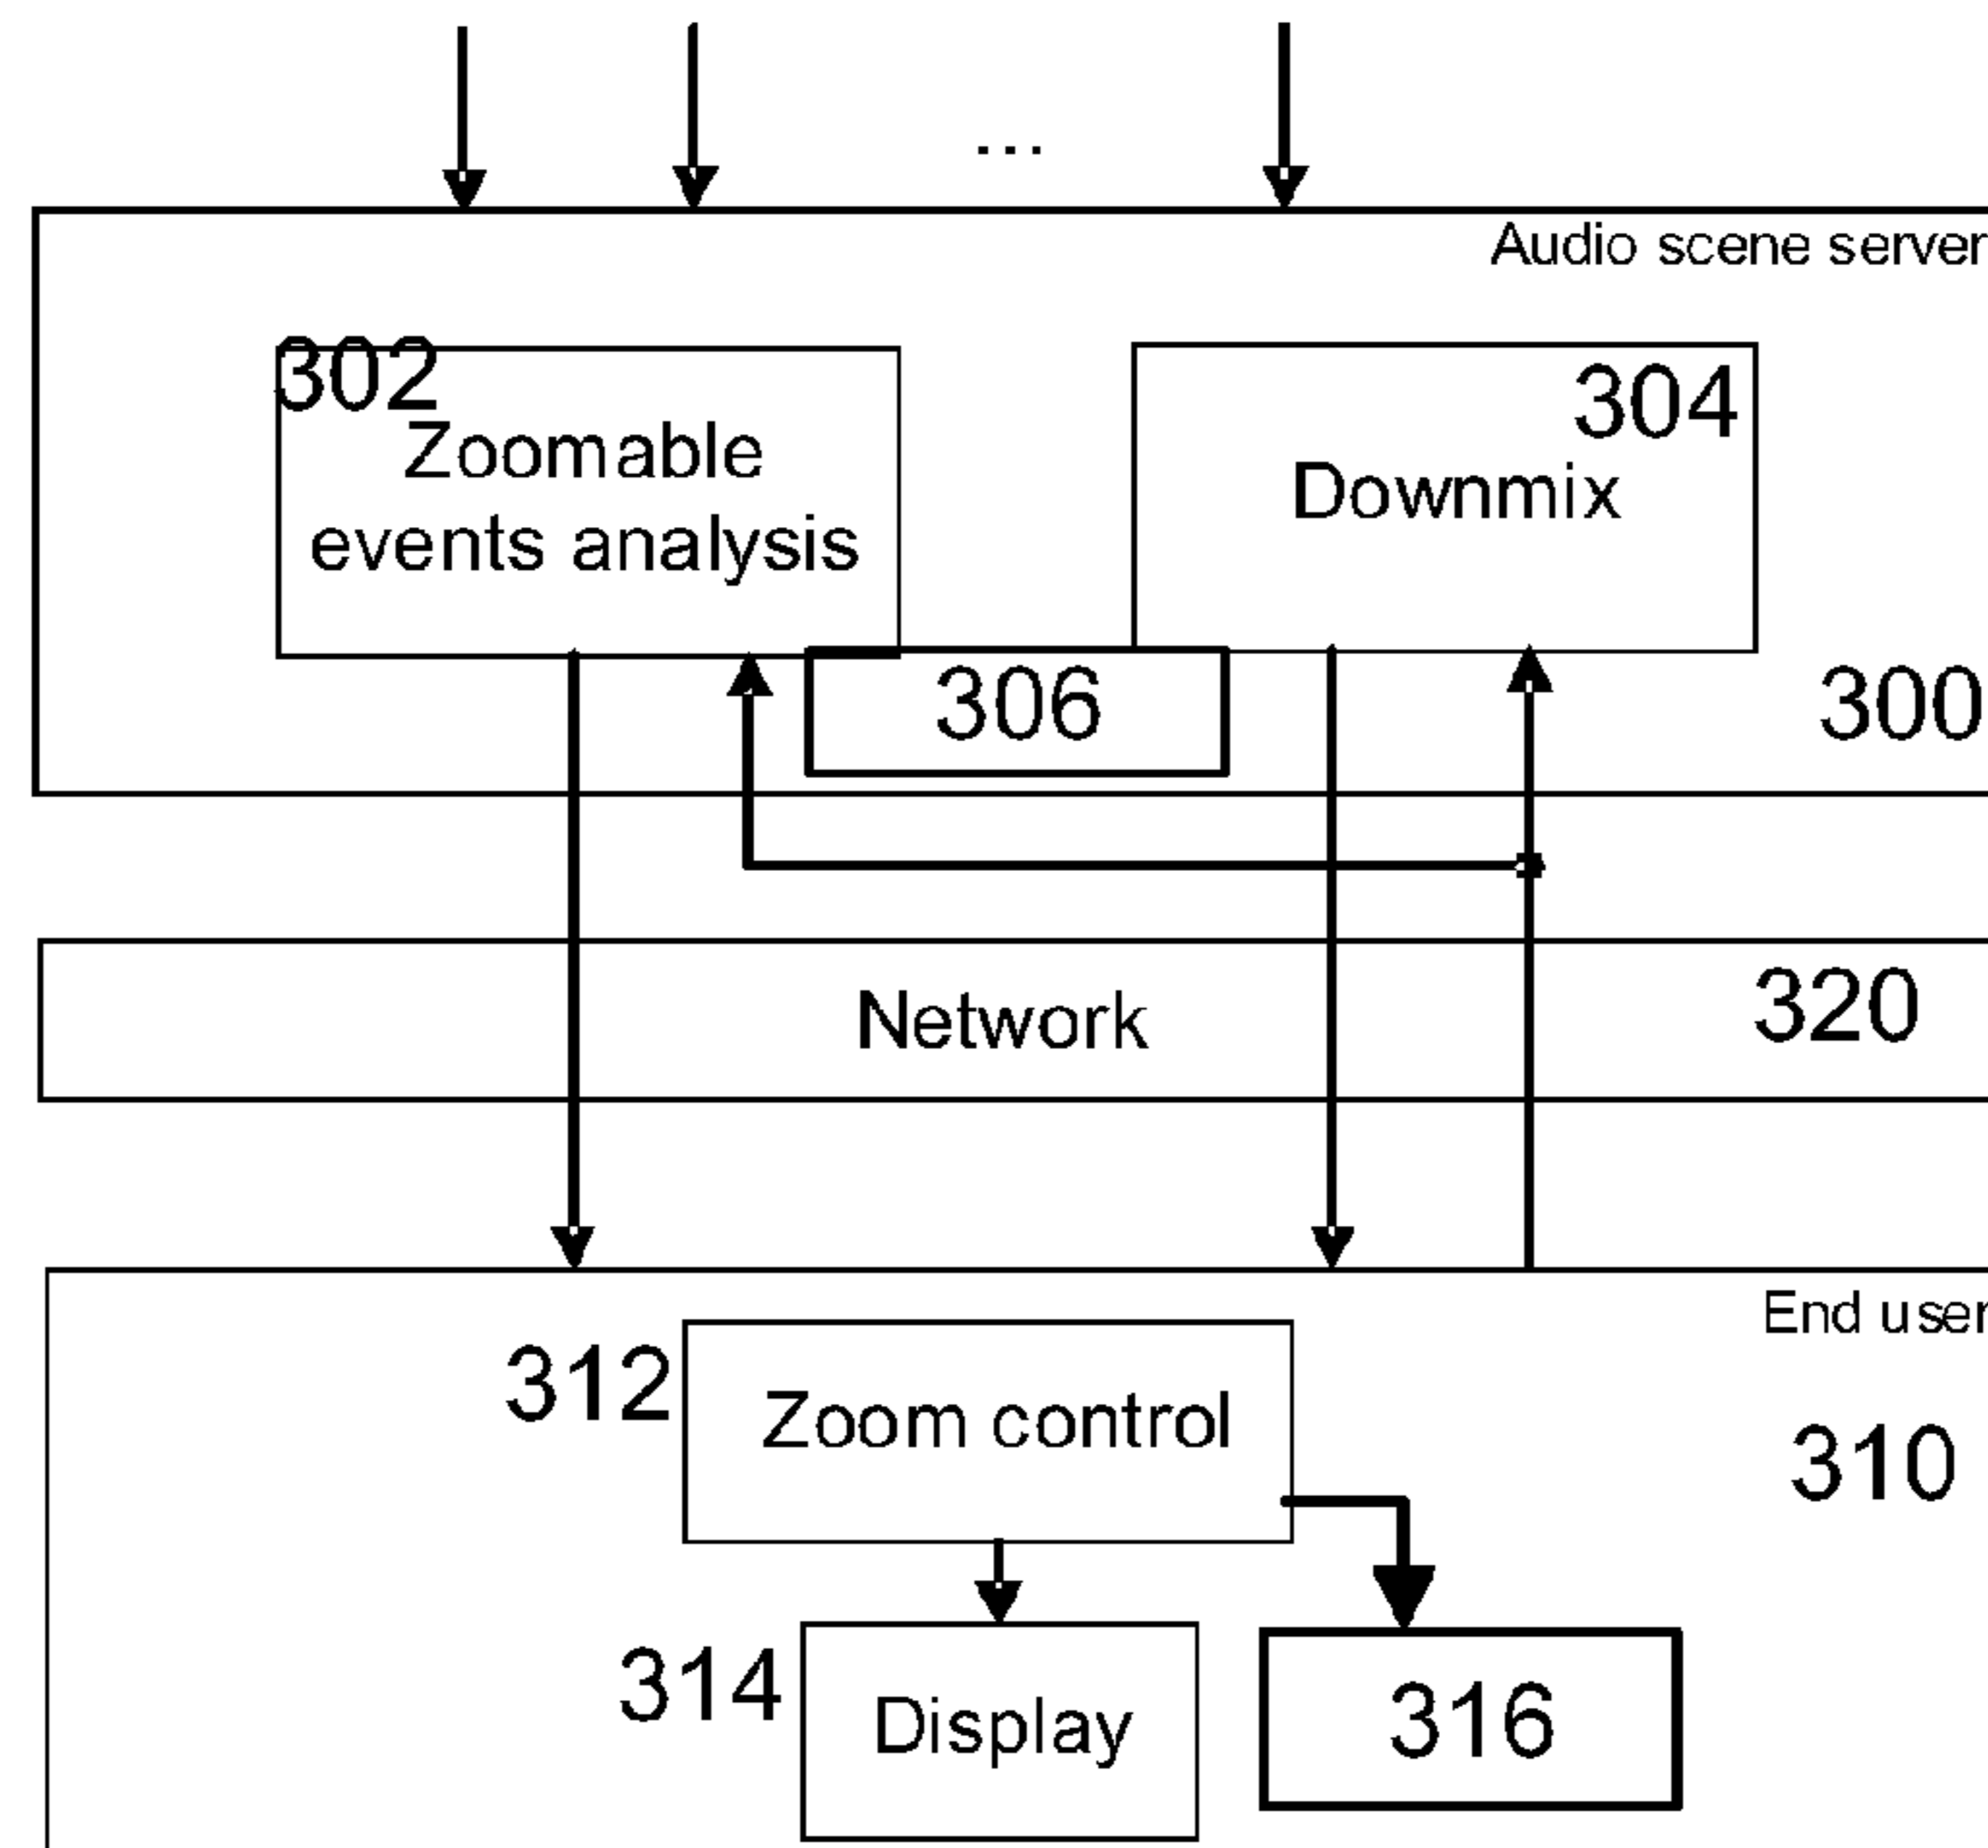 ...
Audio scene server
302
304
Zoomable
events analysis
Downmix
306
300
Network
320
End user
312
Zoom control
310
314
Display
316